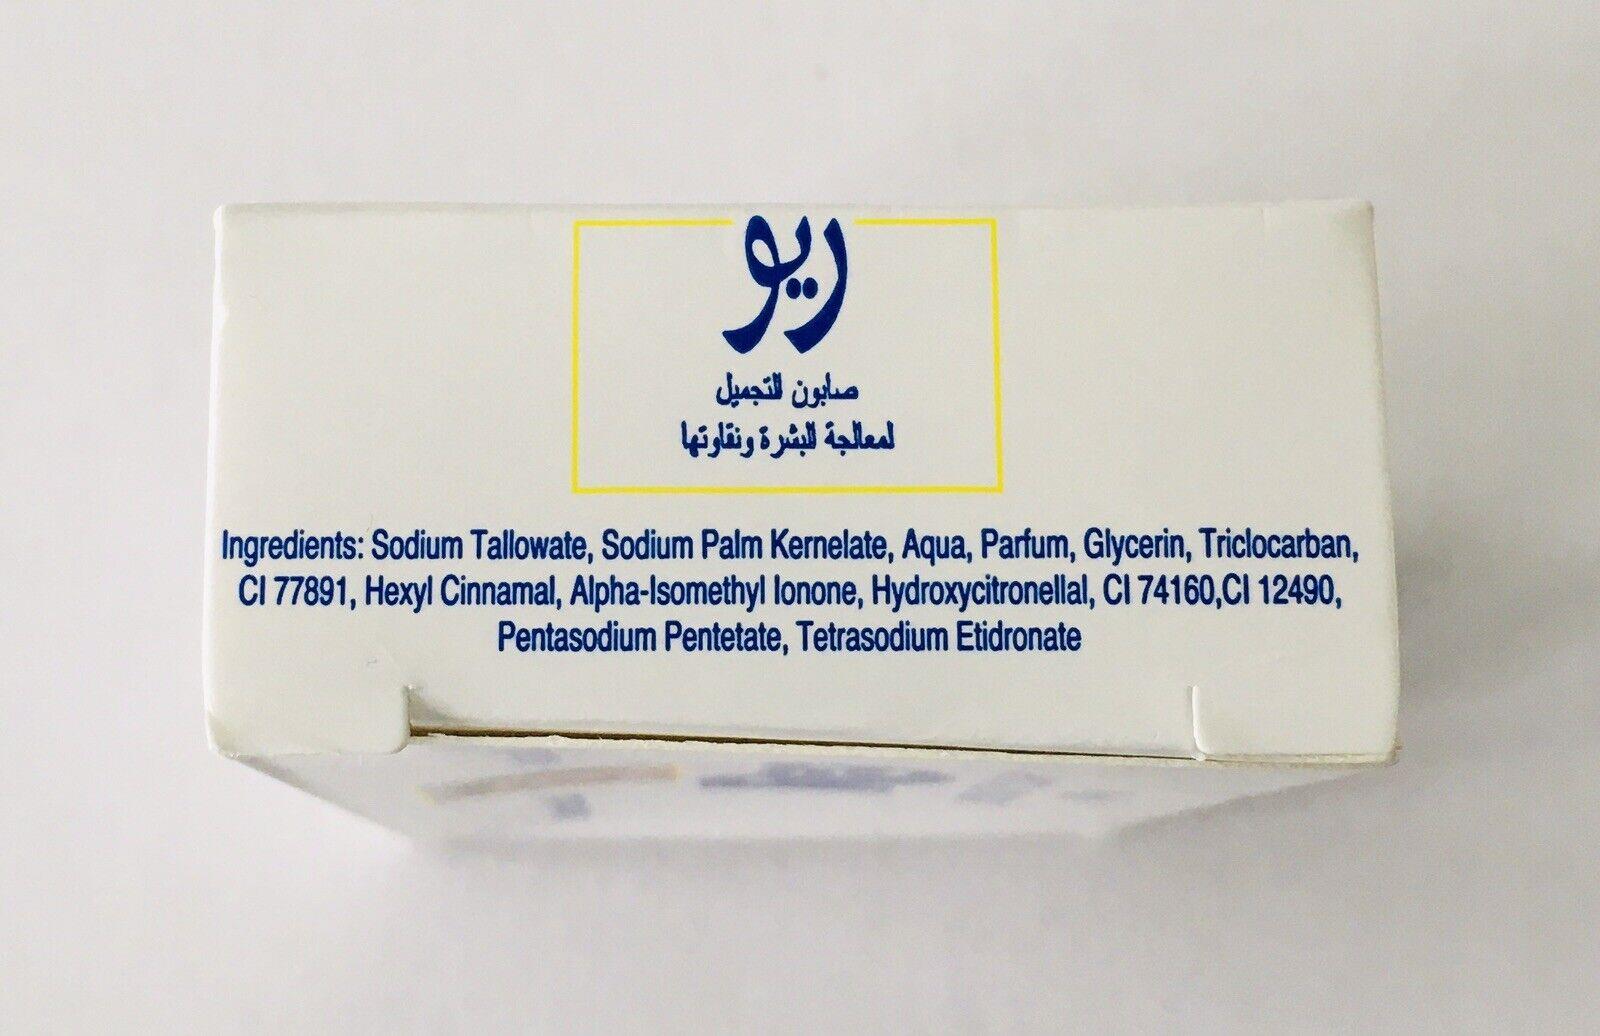 ريو
صابون للتجميل
لمعالجة للبشرة ونقاوتها
Ingredients: Sodium Tallowate, Sodium Palm Kernelate, Aqua, Parfum, Glycerin, Triclocarban,
CI 77891, Hexyl Cinnamal, Alpha-Isomethyl Ionone, Hydroxycitronellal, CI 74160,CI 12490,
Pentasodium Pentetate, Tetrasodium Etidronate